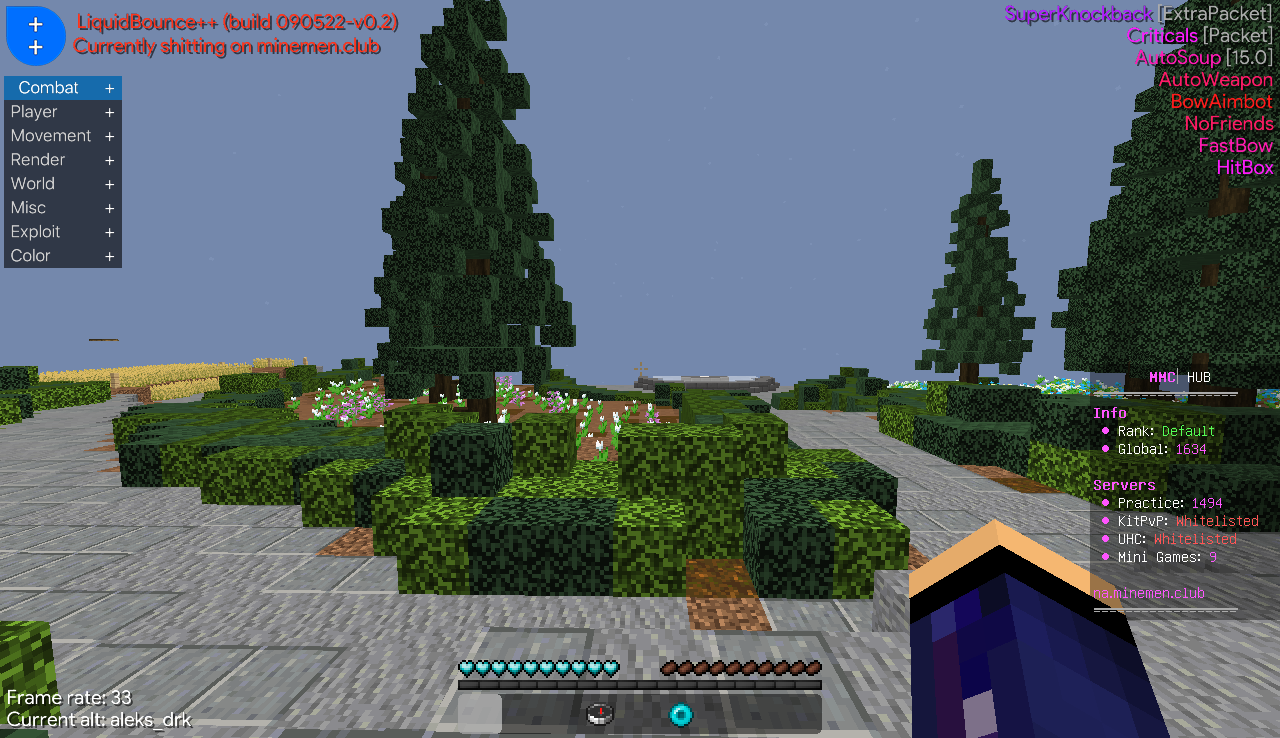 LiquidBounce++ (build 090522-v0.2)
Currently shitting on minemen.club
Combat +
Player +
Movement +
Render +
World +
Misc +
Exploit +
Color +
SuperKnockback [ExtraPacket]
Criticals [Packet]
AutoSoup [15.0]
AutoWeapon
BowAimbot
NoFriends
FastBow
HitBox
MMC| HUB
Info
• Rank: Default
• Global: 1634
Servers
• Practice: 1494
• KitPvP: Whitelisted
• UHC: Whitelisted
• Mini Games: 9
na.minemen.club
Frame rate: 33
Current alt: aleks_drk